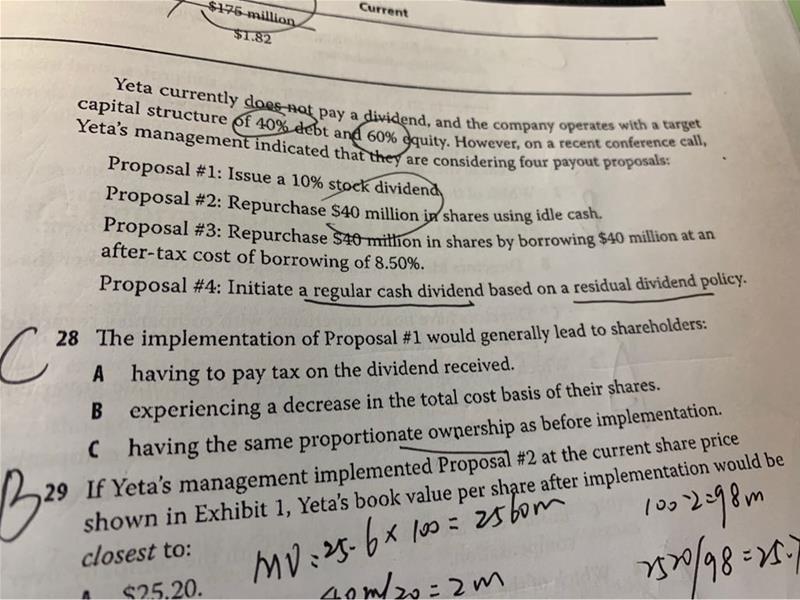 $175 million
Current
$1.82
Yeta currently does not pay a dividend, and the company operates with a target
capital structure of 40% debt and 60% equity. However, on a recent conference call,
Yeta's management indicated that they are considering four payout proposals:
Proposal #1: Issue a 10% stock dividend
Proposal #2: Repurchase $40 million in shares using idle cash.
Proposal #3: Repurchase $40 million in shares by borrowing $40 million at an
after-tax cost of borrowing of 8.50%.
Proposal #4: Initiate a regular cash dividend based on a residual dividend policy.
C 28 The implementation of Proposal #1 would generally lead to shareholders:
A having to pay tax on the dividend received.
B experiencing a decrease in the total cost basis of their shares.
C having the same proportionate ownership as before implementation.
B 29 If Yeta's management implemented Proposal #2 at the current share price
shown in Exhibit 1, Yeta's book value per share after implementation would be
closest to:
MV = 25.6 × 100 = 2560m
100-2=98m
A $25.20.
40m/20 = 2m
2520/98 = 25.7